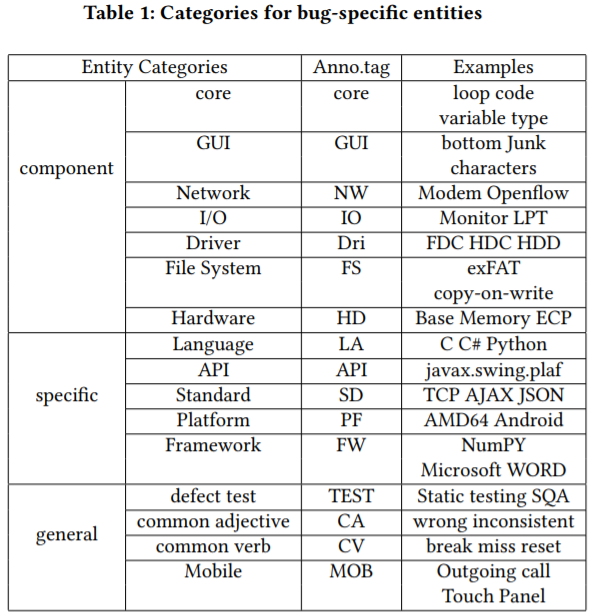 Table 1: Categories for bug-specific entities
Entity Categories Anno.tag Examples
component
core core loop code
variable type
GUI GUI bottom Junk
characters
Network NW Modem Openflow
I/O IO Monitor LPT
Driver Dri FDC HDC HDD
File System FS exFAT
copy-on-write
Hardware HD Base Memory ECP
specific
Language LA C C# Python
API API javax.swing.plaf
Standard SD TCP AJAX JSON
Platform PF AMD64 Android
Framework FW NumPY
Microsoft WORD
general
defect test TEST Static testing SQA
common adjective CA wrong inconsistent
common verb CV break miss reset
Mobile MOB Outgoing call
Touch Panel